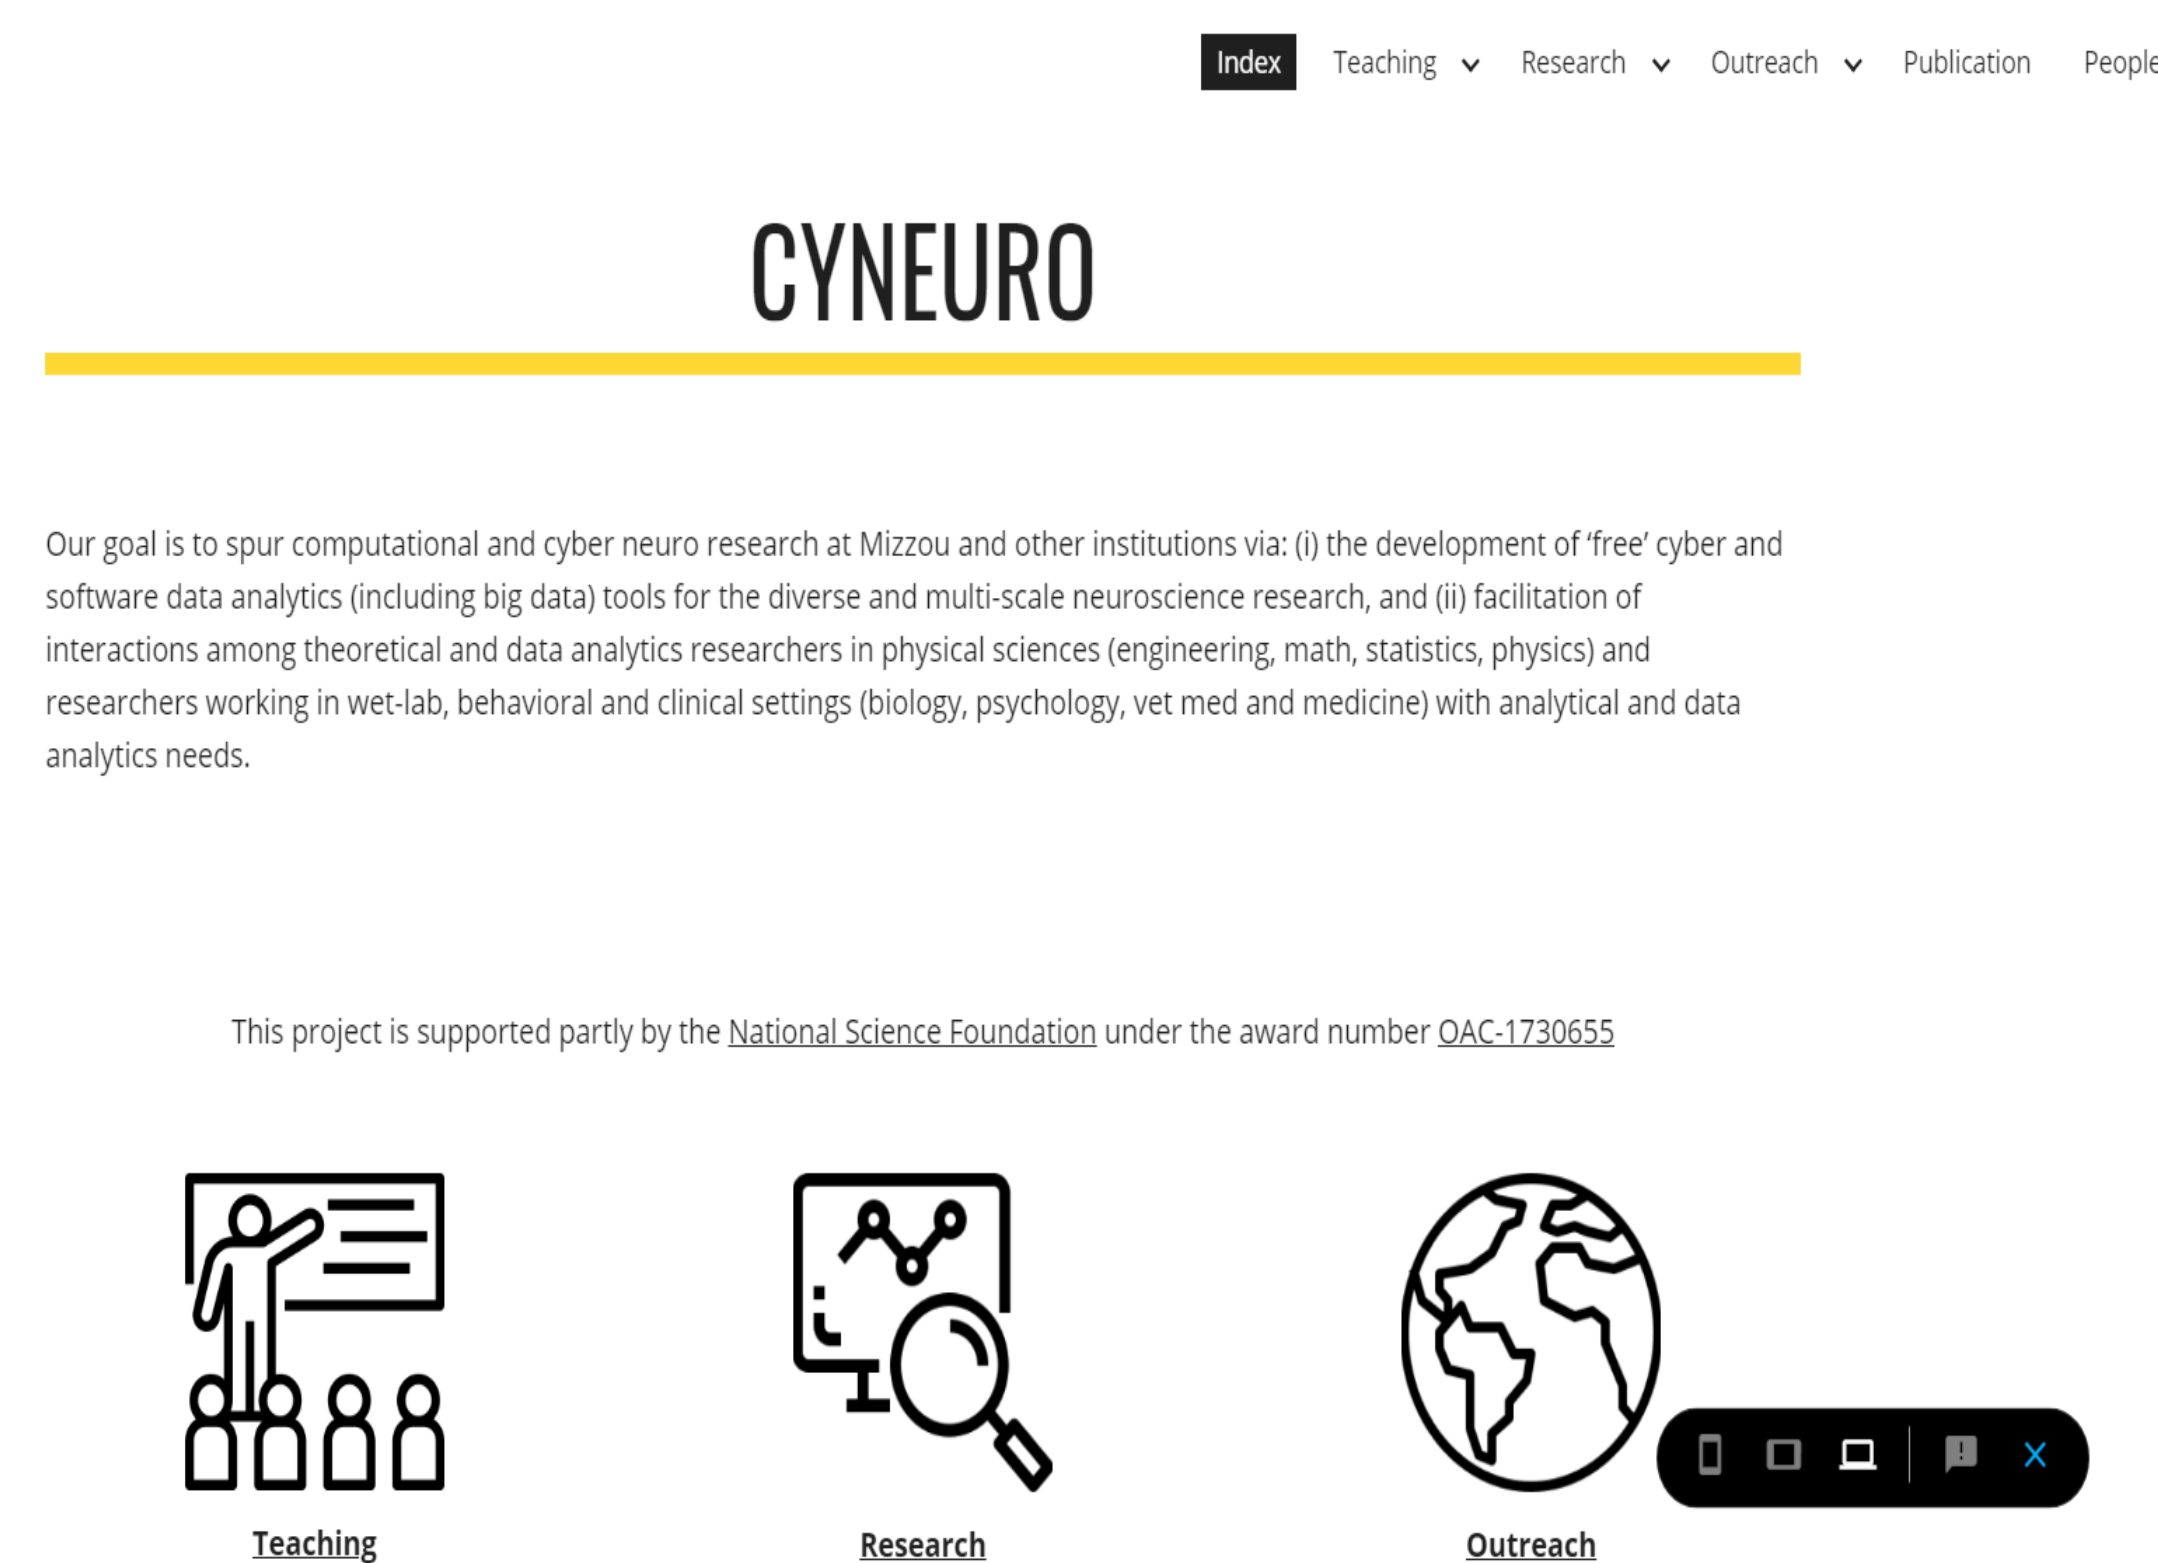 Index Teaching Research Outreach Publication People
CYNEURO
Our goal is to spur computational and cyber neuro research at Mizzou and other institutions via: (i) the development of ‘free’ cyber and
software data analytics (including big data) tools for the diverse and multi-scale neuroscience research, and (ii) facilitation of
interactions among theoretical and data analytics researchers in physical sciences (engineering, math, statistics, physics) and
researchers working in wet-lab, behavioral and clinical settings (biology, psychology, vet med and medicine) with analytical and data
analytics needs.
This project is supported partly by the National Science Foundation under the award number OAC-1730655
Teaching Research Outreach